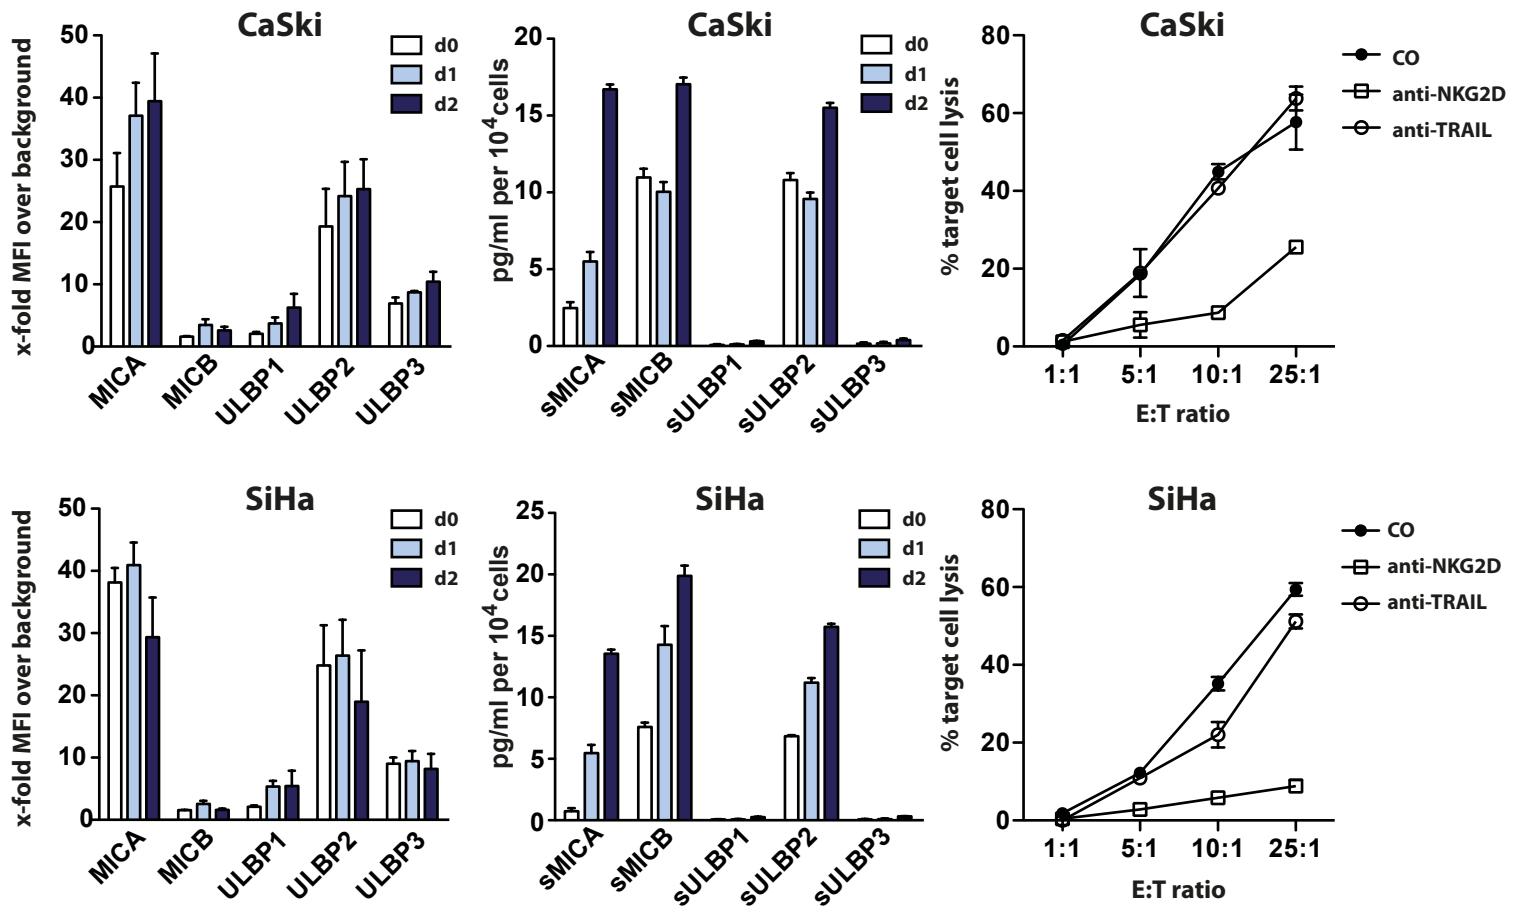 CaSki
x-fold MFI over background
50
40
30
20
10
0
d0
d1
d2
MICA
MICB
ULBP1
ULBP2
ULBP3
CaSki
pg/ml per 10⁴ cells
20
15
10
5
0
d0
d1
d2
sMICA
sMICB
sULBP1
sULBP2
sULBP3
CaSki
% target cell lysis
80
60
40
20
0
1:1 5:1 10:1 25:1
E:T ratio
CO
anti-NKG2D
anti-TRAIL
SiHa
x-fold MFI over background
50
40
30
20
10
0
d0
d1
d2
MICA
MICB
ULBP1
ULBP2
ULBP3
SiHa
pg/ml per 10⁴ cells
25
20
15
10
5
0
d0
d1
d2
sMICA
sMICB
sULBP1
sULBP2
sULBP3
SiHa
% target cell lysis
80
60
40
20
0
1:1 5:1 10:1 25:1
E:T ratio
CO
anti-NKG2D
anti-TRAIL